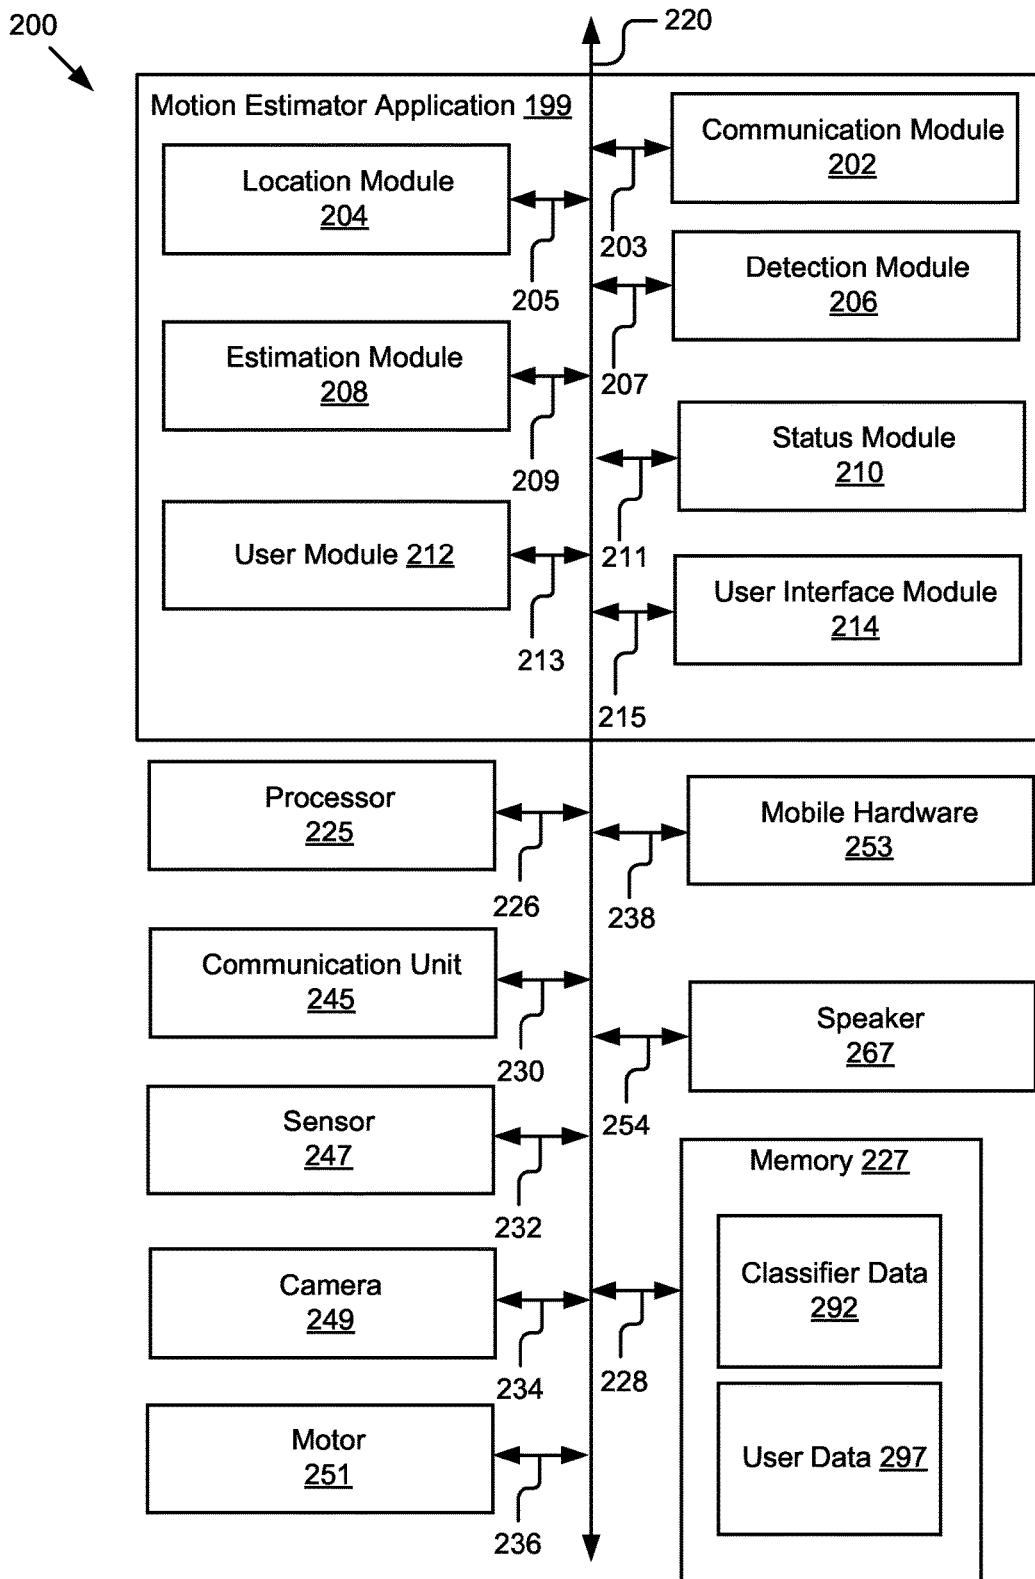 200
220
Motion Estimator Application 199
Communication Module
202
Location Module
204
203
205
Detection Module
206
207
Estimation Module
208
209
Status Module
210
211
User Module 212
213
User Interface Module
214
215
Processor
225
226
Mobile Hardware
253
238
Communication Unit
245
230
Speaker
267
254
Sensor
247
232
Memory 227
Classifier Data
292
Camera
249
234
228
User Data 297
Motor
251
236